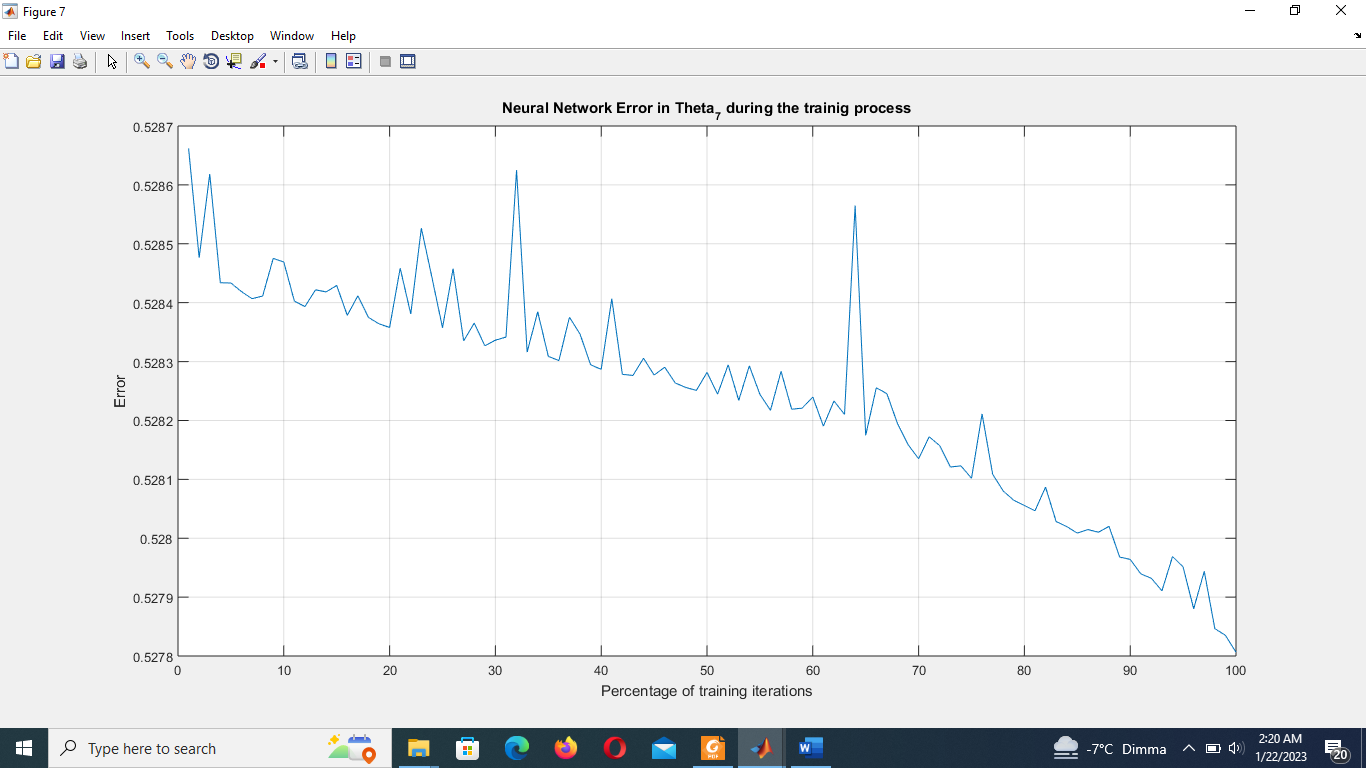 Figure 7
File Edit View Insert Tools Desktop Window Help
Neural Network Error in Theta7 during the trainig process
0.5287
0.5286
0.5285
0.5284
0.5283
0.5282
0.5281
0.528
0.5279
0.5278
Error
0 10 20 30 40 50 60 70 80 90 100
Percentage of training iterations
Type here to search
G
PDF
W
-7°C Dimma
2:20 AM
1/22/2023
20